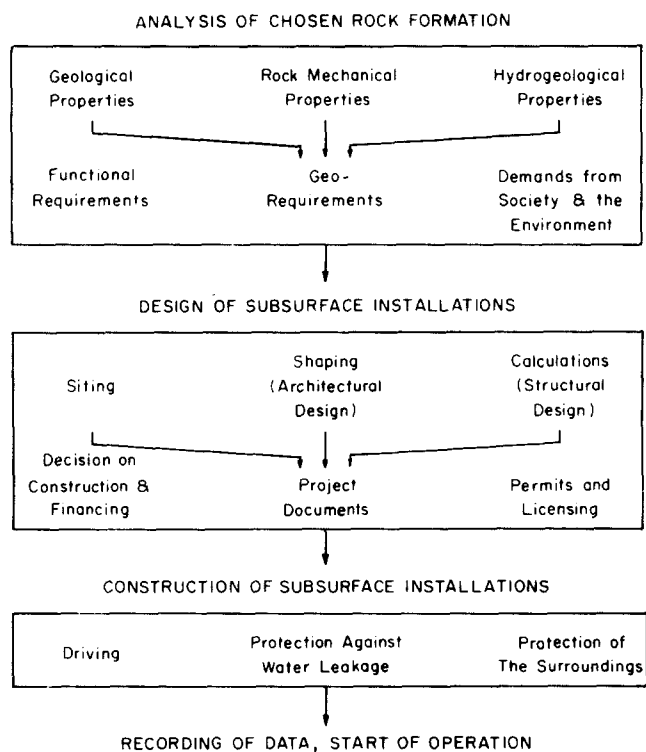 ANALYSIS OF CHOSEN ROCK FORMATION
Geological
Properties
Rock Mechanical
Properties
Hydrogeological
Properties
Functional
Requirements
Geo-
Requirements
Demands from
Society & the
Environment
DESIGN OF SUBSURFACE INSTALLATIONS
Siting
Shaping
(Architectural
Design)
Calculations
(Structural
Design)
Decision on
Construction &
Financing
Project
Documents
Permits and
Licensing
CONSTRUCTION OF SUBSURFACE INSTALLATIONS
Driving
Protection Against
Water Leakage
Protection of
The Surroundings
RECORDING OF DATA, START OF OPERATION